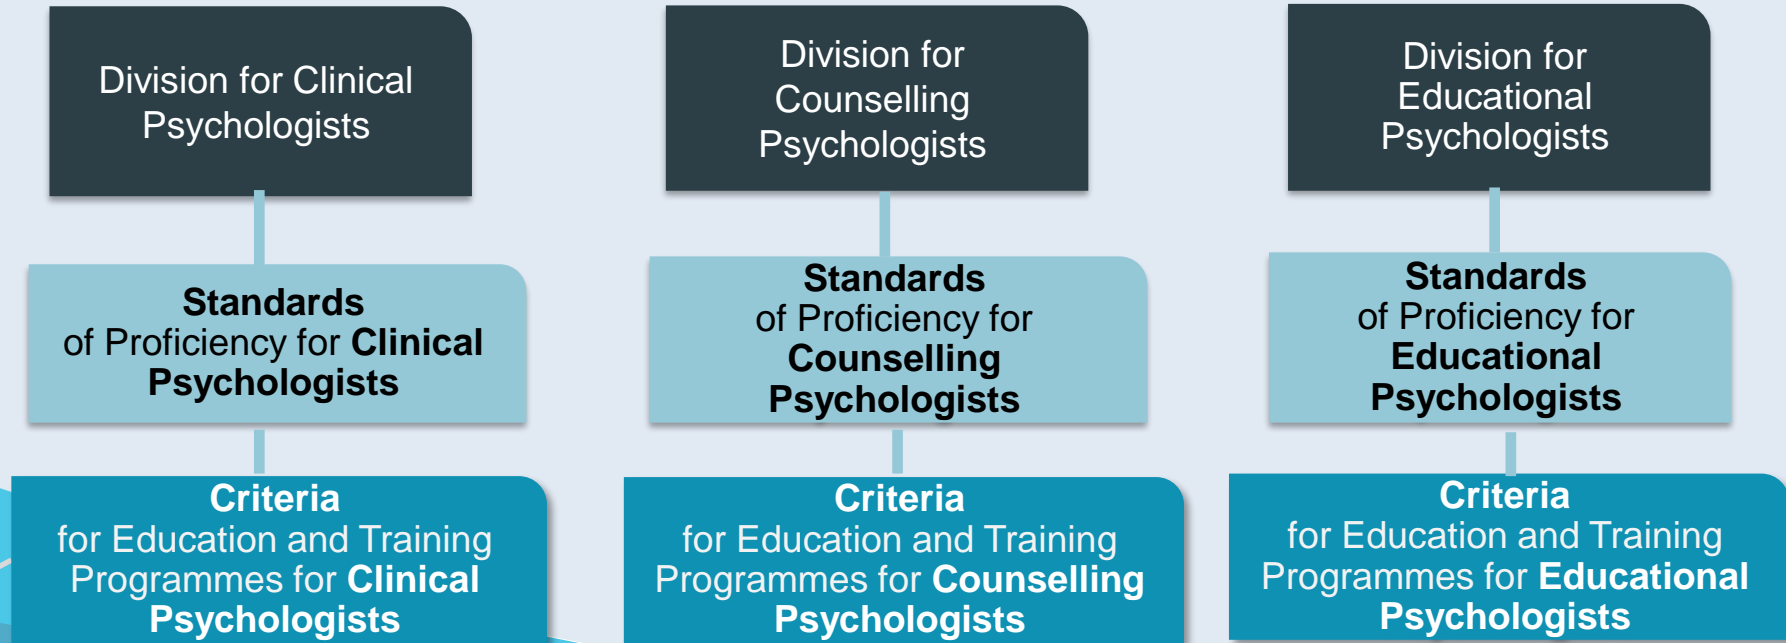 Division for Clinical
Psychologists
Standards
of Proficiency for Clinical
Psychologists
Criteria
for Education and Training
Programmes for Clinical
Psychologists
Division for
Counselling
Psychologists
Standards
of Proficiency for
Counselling
Psychologists
Criteria
for Education and Training
Programmes for Counselling
Psychologists
Division for
Educational
Psychologists
Standards
of Proficiency for
Educational
Psychologists
Criteria
for Education and Training
Programmes for Educational
Psychologists